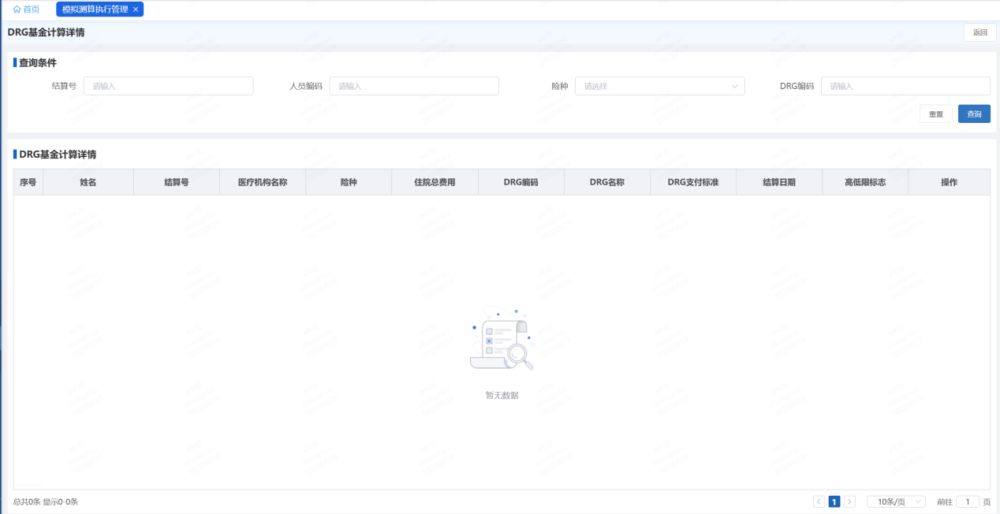 首页 模拟测算执行管理 ×
DRG基金计算详情 返回
查询条件
结算号 请输入 人员编码 请输入 险种 请选择 DRG编码 请输入
重置 查询
DRG基金计算详情
序号 姓名 结算号 医疗机构名称 险种 住院总费用 DRG编码 DRG名称 DRG支付标准 结算日期 高低限标志 操作
暂无数据
总共0条 显示0-0条 1 10条/页 前往 1 页